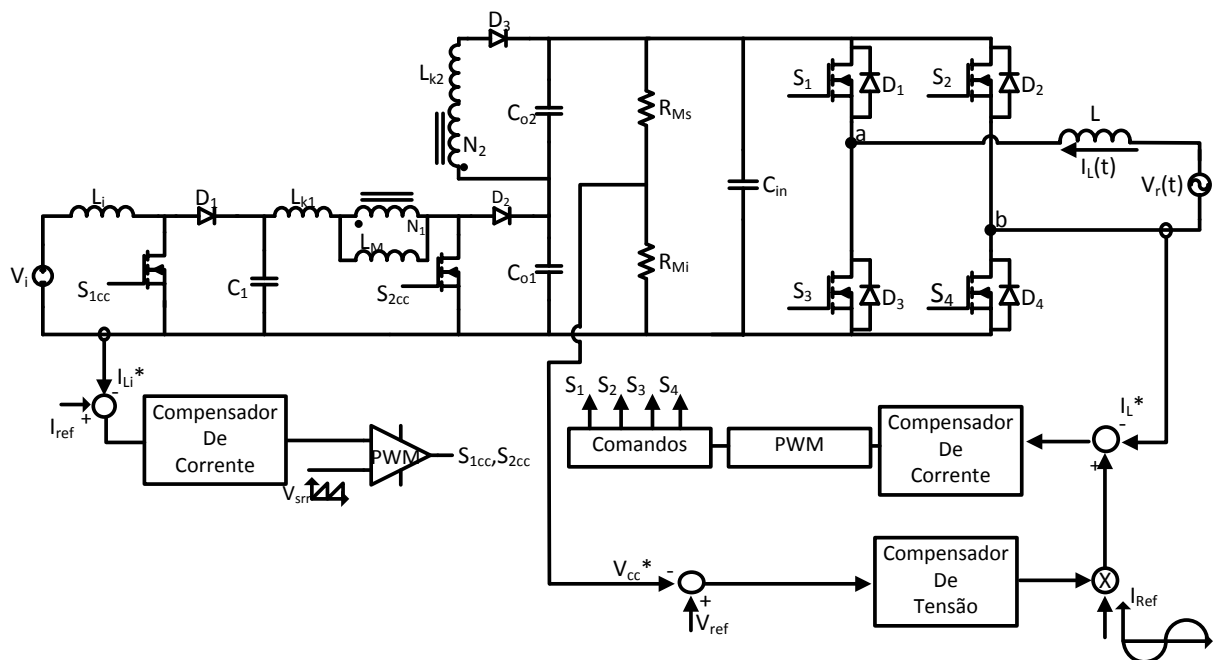 D3
Lk2
N2
Co2
RMs
Cin
S1
D1
S2
D2
a
L
IL(t)
Vr(t)
b
Li
D1
Lk1
N1
LM
D2
Vi
S1cc
C1
S2cc
Co1
RMi
S3
D3
S4
D4
ILi*
-
+
Iref
Compensador
De
Corrente
PWM
S1cc,S2cc
Vsrr
S1 S2 S3 S4
Comandos
PWM
Compensador
De
Corrente
IL*
-
+
Vcc*
-
+
Vref
Compensador
De
Tensão
X
IRef